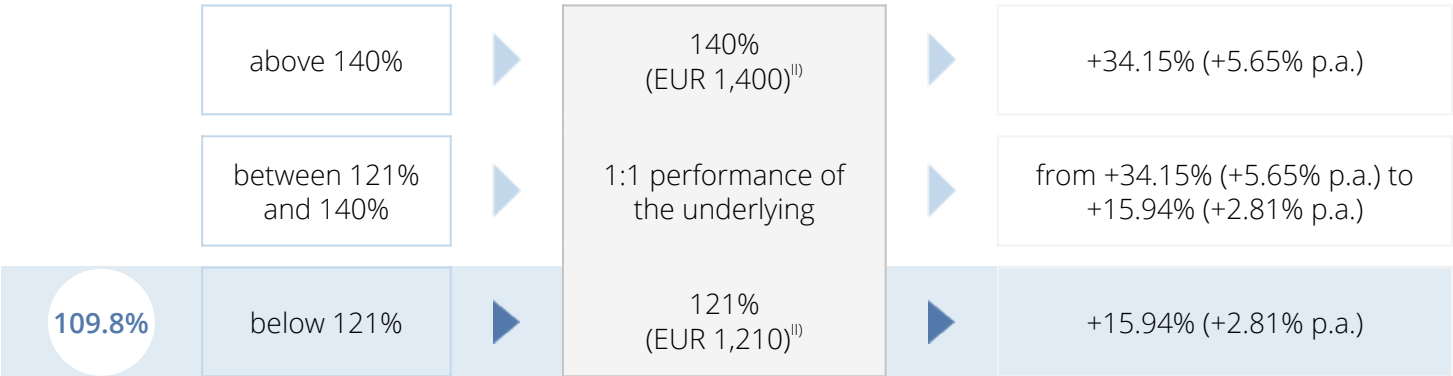 above 140%
140%
(EUR 1,400)II)
+34.15% (+5.65% p.a.)
between 121%
and 140%
1:1 performance of
the underlying
from +34.15% (+5.65% p.a.) to
+15.94% (+2.81% p.a.)
109.8%
below 121%
121%
(EUR 1,210)II)
+15.94% (+2.81% p.a.)